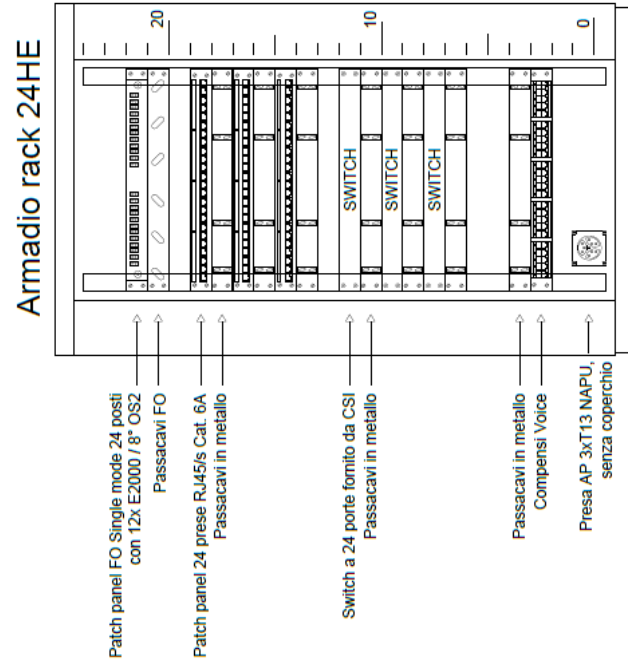 Armadio rack 24HE
20
10
0
SWITCH
SWITCH
SWITCH
Patch panel FO Single mode 24 posti
con 12x E2000 / 8° OS2
Passacavi FO
Patch panel 24 prese RJ45/s Cat. 6A
Passacavi in metallo
Switch a 24 porte fornito da CSI
Passacavi in metallo
Passacavi in metallo
Compensi Voice
Presa AP 3xT13 NAPU,
senza coperchio